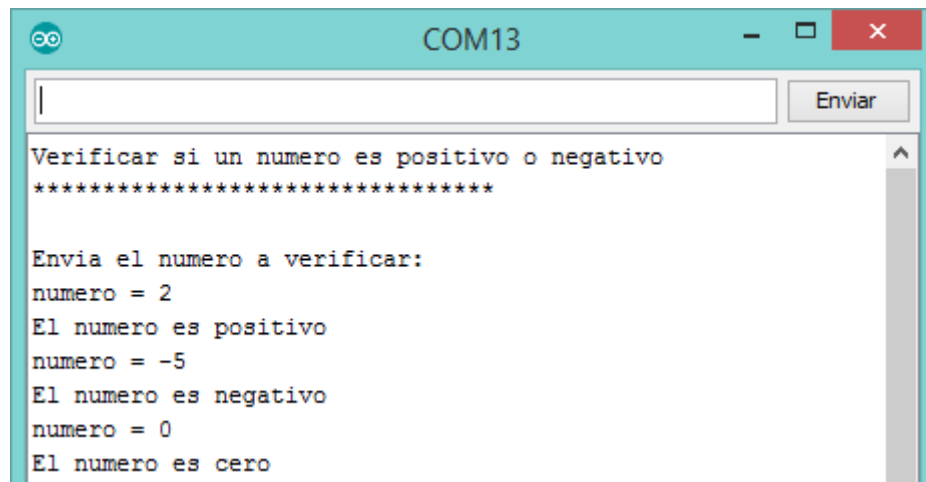 COM13
Enviar
Verificar si un numero es positivo o negativo
*********************************
Envia el numero a verificar:
numero = 2
El numero es positivo
numero = -5
El numero es negativo
numero = 0
El numero es cero